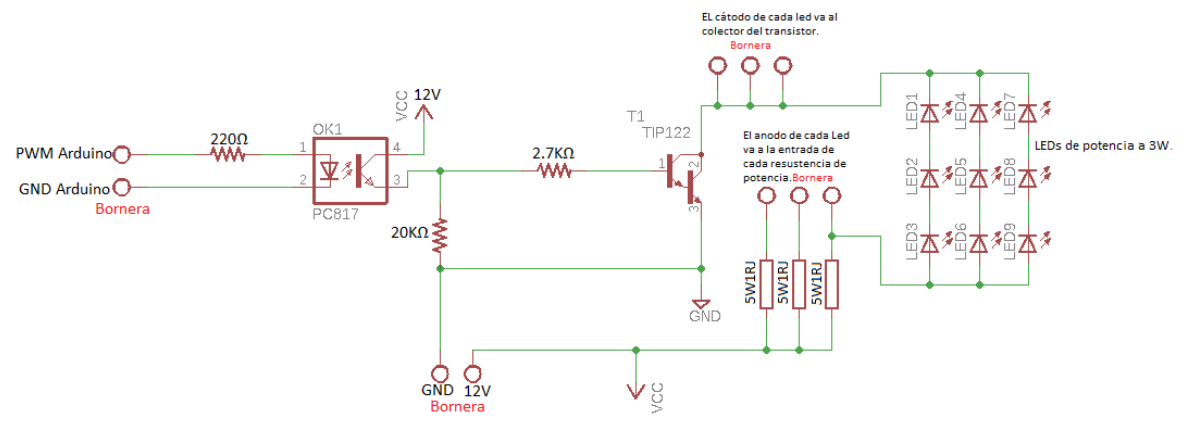 EL cátodo de cada led va al
colector del transistor.
Bornera
VCC
12V
OK1
220Ω
1
4
2
3
PC817
PWM Arduino
GND Arduino
Bornera
2.7KΩ
20KΩ
T1
TIP122
1
2
3
El anodo de cada Led
va a la entrada de
cada resustencia de
potencia.Bornera
5W1RJ
5W1RJ
5W1RJ
GND
GND
12V
Bornera
VCC
LED1
LED4
LED7
LED2
LED5
LED8
LED3
LED6
LED9
LEDs de potencia a 3W.